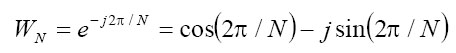 W_N = e^{-j2π / N} = cos(2π / N) − j sin(2π / N)